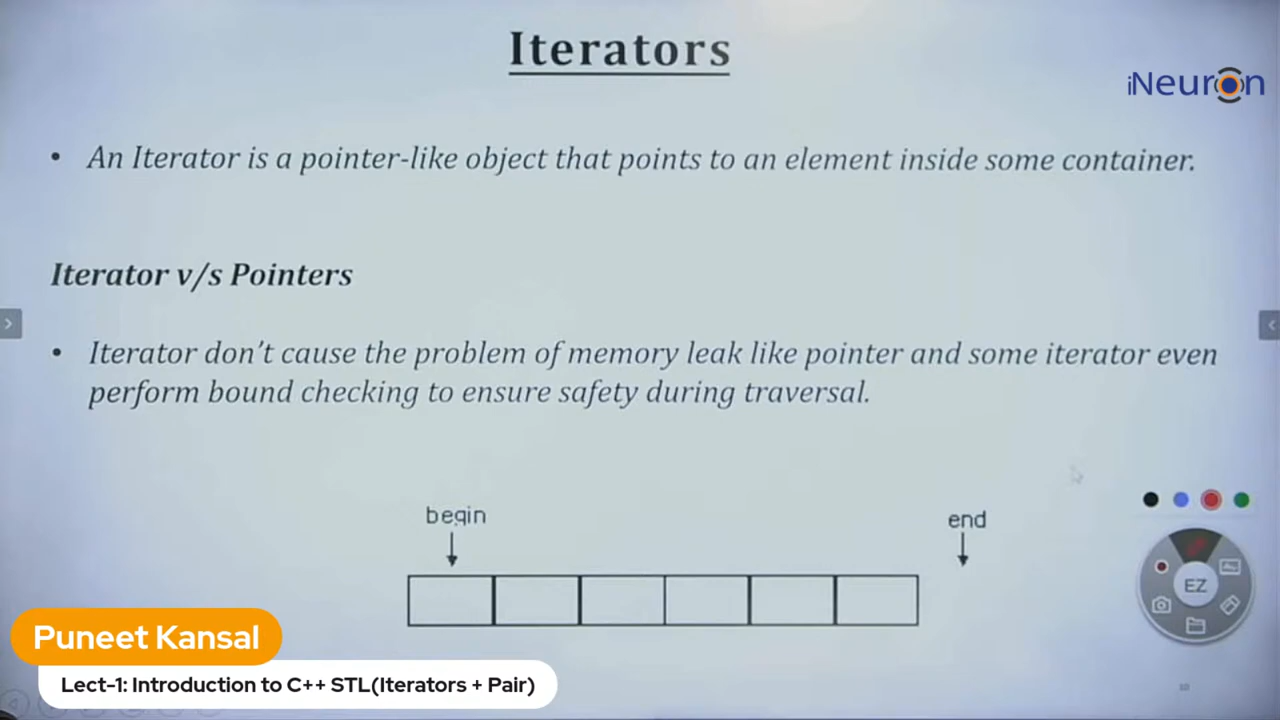 Iterators
iNeuron
• An Iterator is a pointer-like object that points to an element inside some container.
Iterator v/s Pointers
• Iterator don't cause the problem of memory leak like pointer and some iterator even
perform bound checking to ensure safety during traversal.
begin
end
EZ
Puneet Kansal
Lect-1: Introduction to C++ STL(Iterators + Pair)